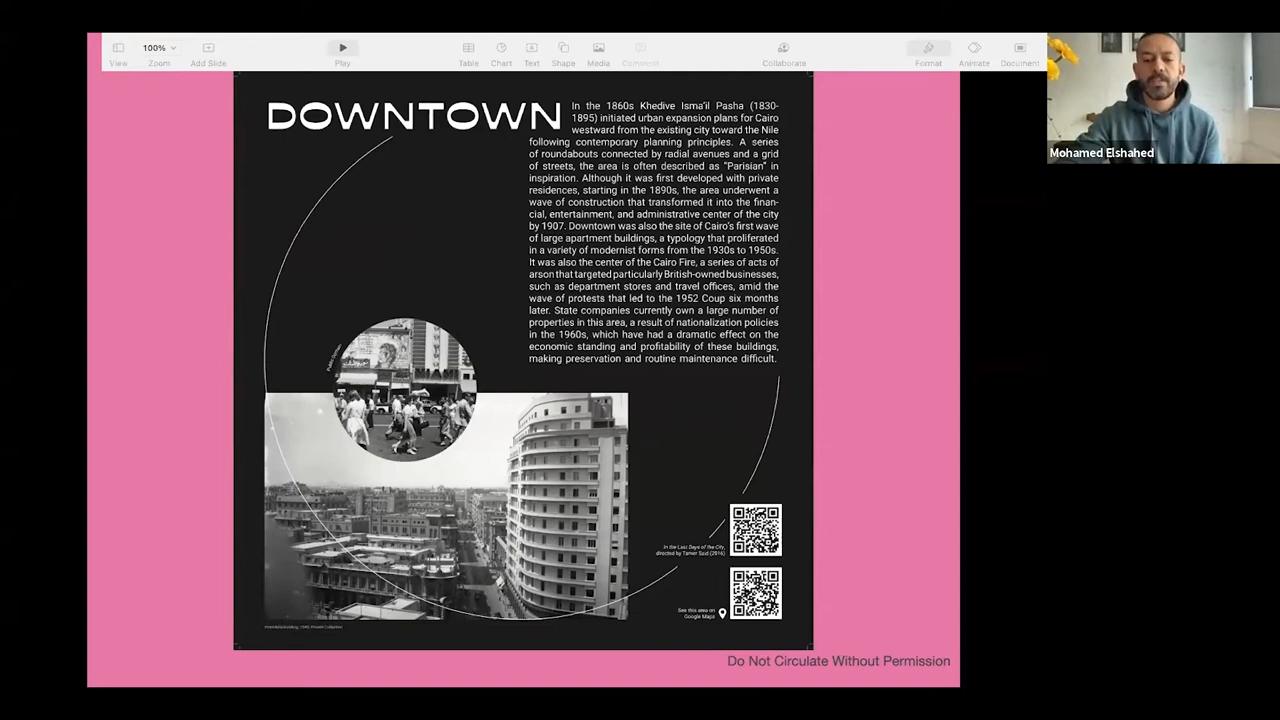 View
100%
Zoom
Add Slide
Play
Table
Chart
Text
Shape
Media
Comment
Collaborate
Format
Animate
Document
Mohamed Elshahed
DOWNTOWN
In the 1860s Khedive Isma'il Pasha (1830-
1895) initiated urban expansion plans for Cairo
westward from the existing city toward the Nile
following contemporary planning principles. A series
of roundabouts connected by radial avenues and a grid
of streets, the area is often described as "Parisian" in
inspiration. Although it was first developed with private
residences, starting in the 1890s, the area underwent a
wave of construction that transformed it into the finan-
cial, entertainment, and administrative center of the city
by 1907. Downtown was also the site of Cairo's first wave
of large apartment buildings, a typology that proliferated
in a variety of modernist forms from the 1930s to 1950s.
It was also the center of the Cairo Fire, a series of acts of
arson that targeted particularly British-owned businesses,
such as department stores and travel offices, amid the
wave of protests that led to the 1952 Coup six months
later. State companies currently own a large number of
properties in this area, a result of nationalization policies
in the 1960s, which have had a dramatic effect on the
economic standing and profitability of these buildings,
making preservation and routine maintenance difficult.
Public Domain
In the Last Days of the City,
directed by Tamer Said (2016)
See this area on
Google Maps
Do Not Circulate Without Permission